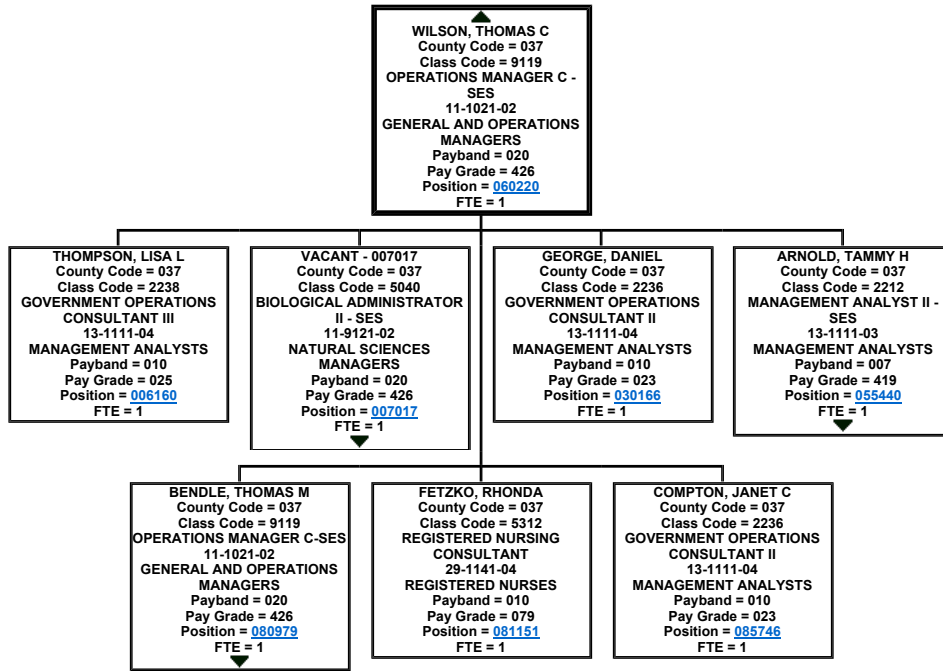 WILSON, THOMAS C
County Code = 037
Class Code = 9119
OPERATIONS MANAGER C -
SES
11-1021-02
GENERAL AND OPERATIONS
MANAGERS
Payband = 020
Pay Grade = 426
Position = 060220
FTE = 1
THOMPSON, LISA L
County Code = 037
Class Code = 2238
GOVERNMENT OPERATIONS
CONSULTANT III
13-1111-04
MANAGEMENT ANALYSTS
Payband = 010
Pay Grade = 025
Position = 006160
FTE = 1
VACANT - 007017
County Code = 037
Class Code = 5040
BIOLOGICAL ADMINISTRATOR
II - SES
11-9121-02
NATURAL SCIENCES
MANAGERS
Payband = 020
Pay Grade = 426
Position = 007017
FTE = 1
GEORGE, DANIEL
County Code = 037
Class Code = 2236
GOVERNMENT OPERATIONS
CONSULTANT II
13-1111-04
MANAGEMENT ANALYSTS
Payband = 010
Pay Grade = 023
Position = 030166
FTE = 1
ARNOLD, TAMMY H
County Code = 037
Class Code = 2212
MANAGEMENT ANALYST II -
SES
13-1111-03
MANAGEMENT ANALYSTS
Payband = 007
Pay Grade = 419
Position = 055440
FTE = 1
BENDLE, THOMAS M
County Code = 037
Class Code = 9119
OPERATIONS MANAGER C-SES
11-1021-02
GENERAL AND OPERATIONS
MANAGERS
Payband = 020
Pay Grade = 426
Position = 080979
FTE = 1
FETZKO, RHONDA
County Code = 037
Class Code = 5312
REGISTERED NURSING
CONSULTANT
29-1141-04
REGISTERED NURSES
Payband = 010
Pay Grade = 079
Position = 081151
FTE = 1
COMPTON, JANET C
County Code = 037
Class Code = 2236
GOVERNMENT OPERATIONS
CONSULTANT II
13-1111-04
MANAGEMENT ANALYSTS
Payband = 010
Pay Grade = 023
Position = 085746
FTE = 1